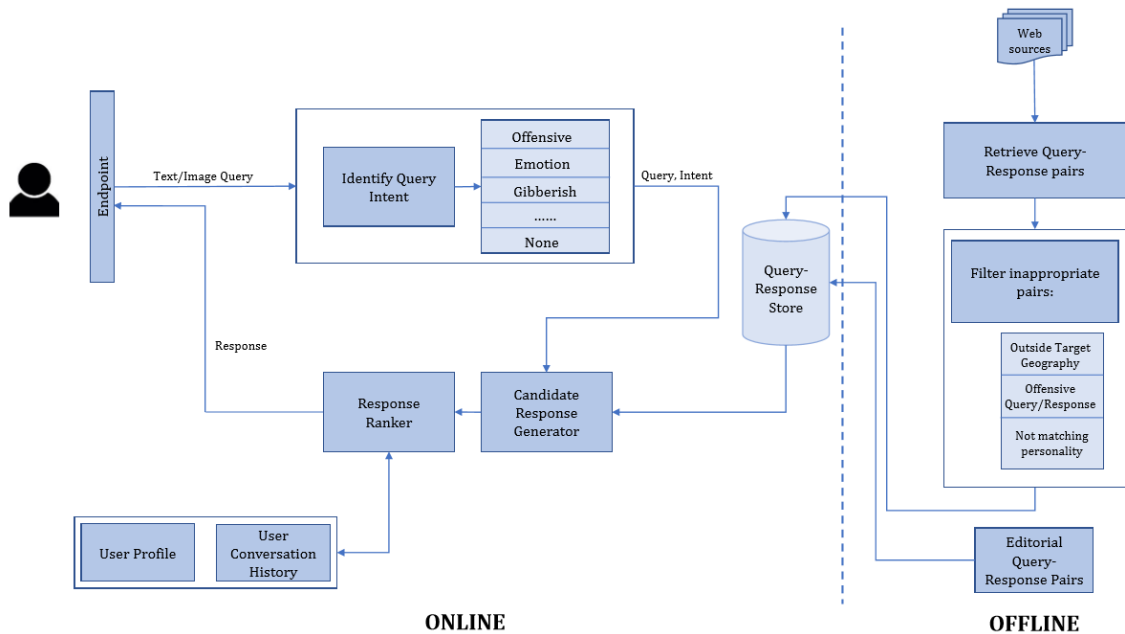 Web
sources
Retrieve Query-
Response pairs
Filter inappropriate
pairs:
Outside Target
Geography
Offensive
Query/Response
Not matching
personality
Editorial
Query-
Response Pairs
OFFLINE
Endpoint
Text/Image Query
Identify Query
Intent
Offensive
Emotion
Gibberish
......
None
Query, Intent
Query-
Response
Store
Response
Response
Ranker
Candidate
Response
Generator
User Profile
User
Conversation
History
ONLINE